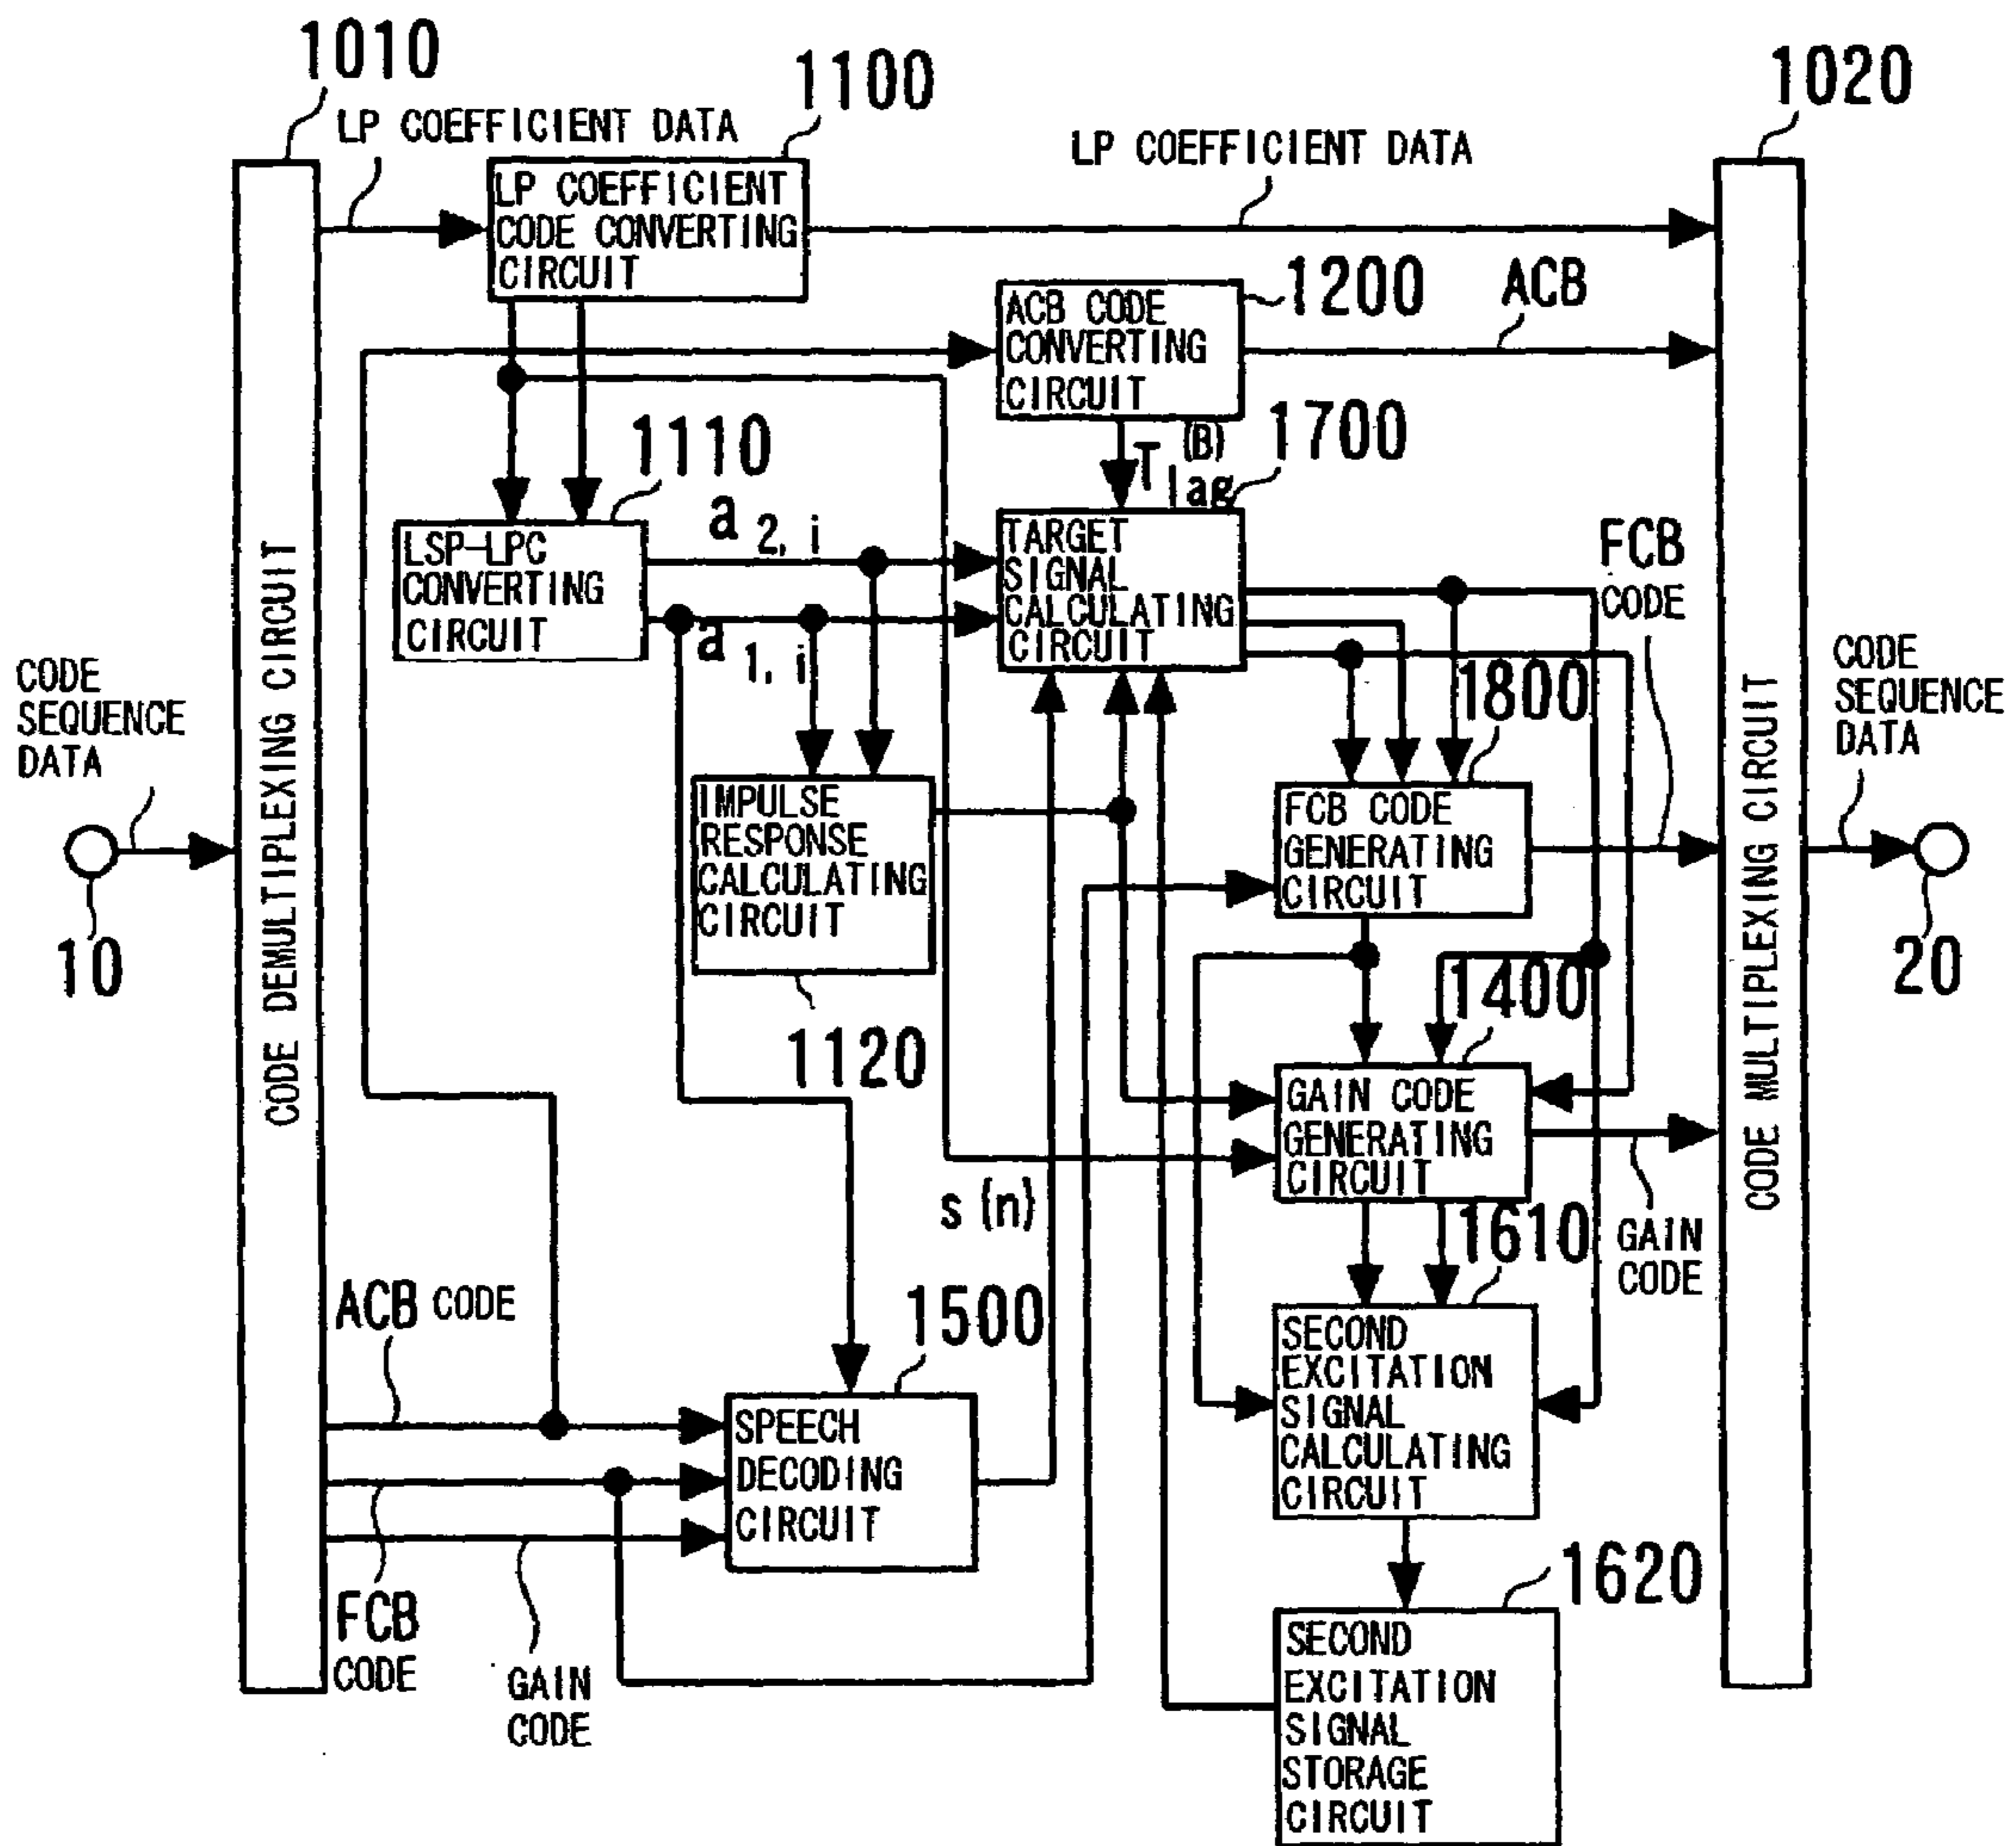 1010
1100
1020
LP COEFFICIENT DATA
LP COEFFICIENT DATA
LP COEFFICIENT
CODE CONVERTING
CIRCUIT
1200
ACB
ACB CODE
CONVERTING
CIRCUIT
1110
T lag (B)
1700
a 2, i
LSP-LPC
CONVERTING
CIRCUIT
a 1, i
TARGET
SIGNAL
CALCULATING
CIRCUIT
FCB
CODE
CODE
SEQUENCE
DATA
CODE DEMULTIPLEXING CIRCUIT
1800
CODE MULTIPLEXING CIRCUIT
CODE
SEQUENCE
DATA
IMPULSE
RESPONSE
CALCULATING
CIRCUIT
FCB CODE
GENERATING
CIRCUIT
10
20
1120
1400
GAIN CODE
GENERATING
CIRCUIT
s (n)
1610
GAIN
CODE
ACB CODE
1500
SPEECH
DECODING
CIRCUIT
SECOND
EXCITATION
SIGNAL
CALCULATING
CIRCUIT
FCB
CODE
GAIN
CODE
1620
SECOND
EXCITATION
SIGNAL
STORAGE
CIRCUIT